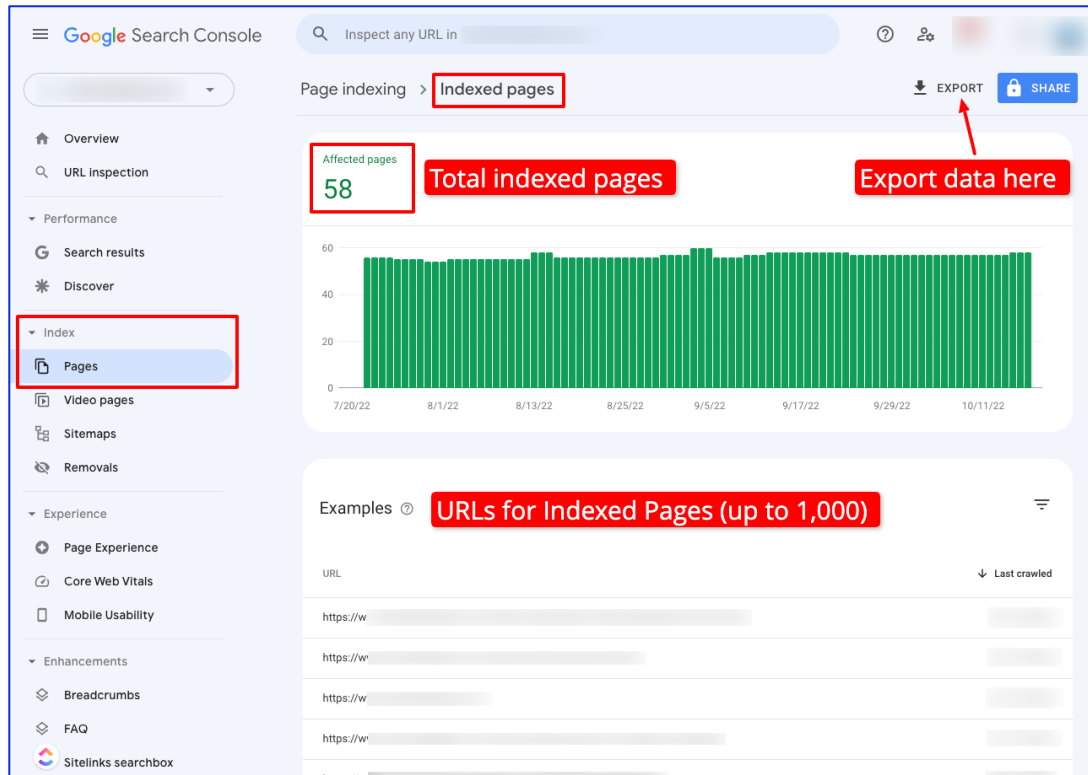 Google Search Console
Inspect any URL in
Page indexing > Indexed pages
EXPORT
SHARE
Overview
URL inspection
Performance
Search results
Discover
Index
Pages
Video pages
Sitemaps
Removals
Experience
Page Experience
Core Web Vitals
Mobile Usability
Enhancements
Breadcrumbs
FAQ
Sitelinks searchbox
Affected pages
58
Total indexed pages
Export data here
60
40
20
0
7/20/22 8/1/22 8/13/22 8/25/22 9/5/22 9/17/22 9/29/22 10/11/22
Examples
URLs for Indexed Pages (up to 1,000)
URL Last crawled
https://w
https://w
https://w
https://w